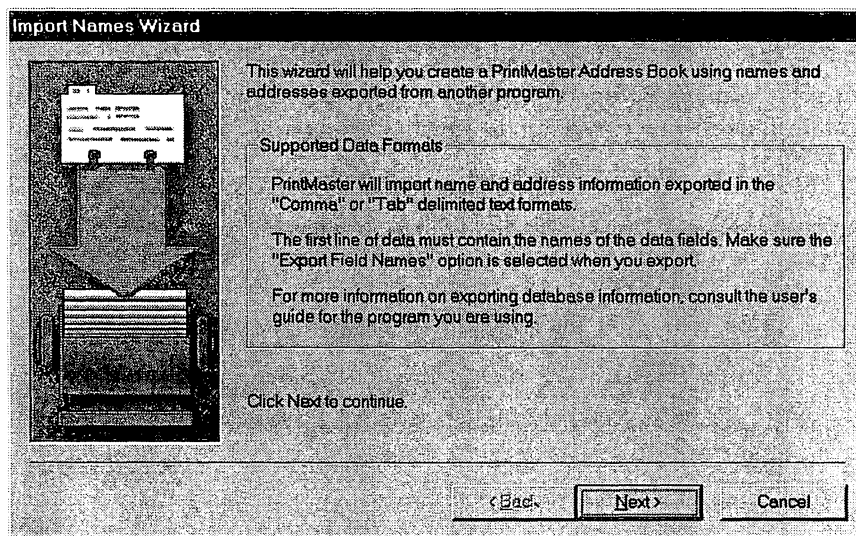 Import Names Wizard
This wizard will help you create a PrintMaster Address Book using names and
addresses exported from another program.
Supported Data Formats
PrintMaster will import name and address information exported in the
"Comma" or "Tab" delimited text formats.
The first line of data must contain the names of the data fields. Make sure the
"Export Field Names" option is selected when you export.
For more information on exporting database information, consult the user's
guide for the program you are using.
Click Next to continue.
< Back
Next >
Cancel